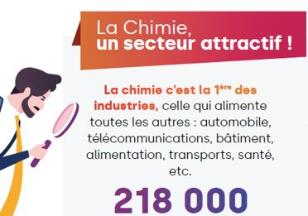 La Chimie,
un secteur attractif !
La chimie c'est la 1ère des
industries, celle qui alimente
toutes les autres : automobile,
télécommunications, bâtiment,
alimentation, transports, santé,
etc.
218 000